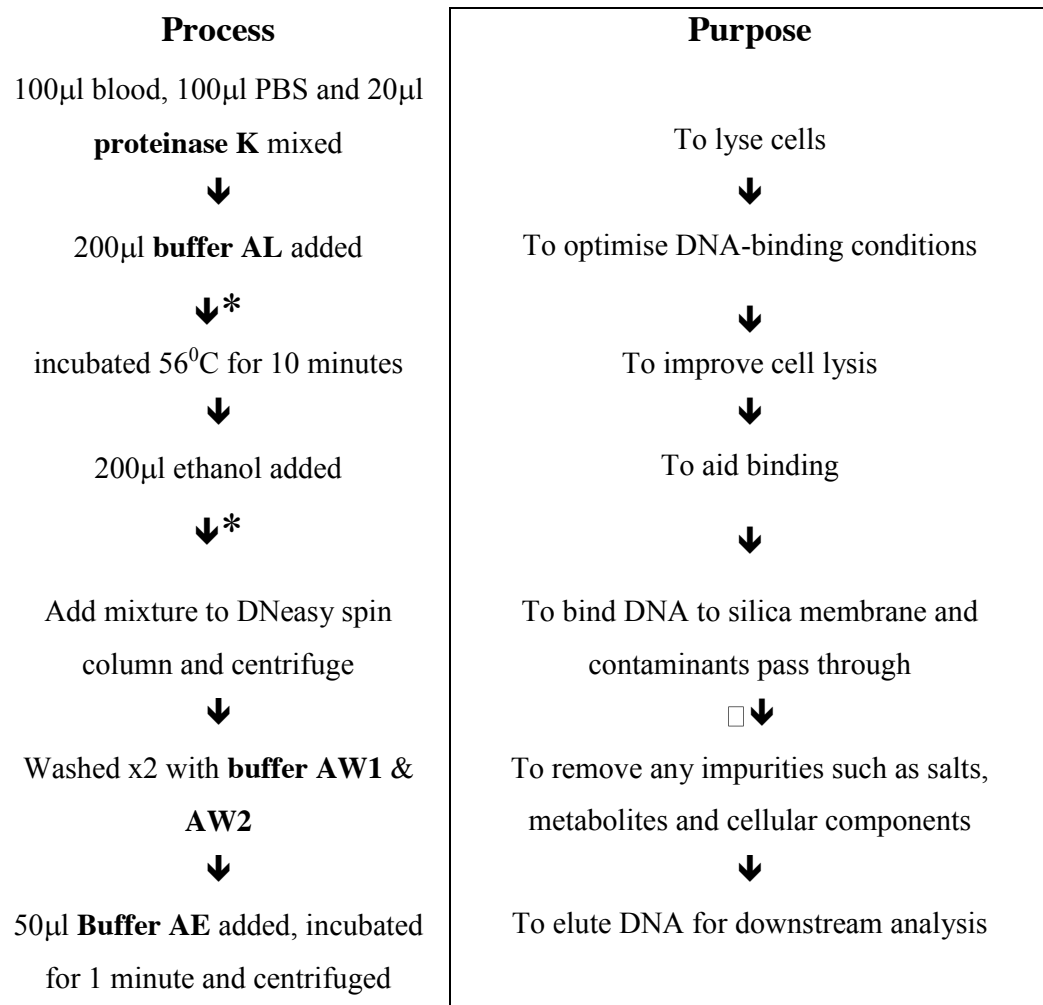 Process
100µl blood, 100µl PBS and 20µl
proteinase K mixed
🡻
200µl buffer AL added
🡻*
incubated 56⁰C for 10 minutes
🡻
200µl ethanol added
🡻*
Add mixture to DNeasy spin
column and centrifuge
🡻
Washed x2 with buffer AW1 &
AW2
🡻
50µl Buffer AE added, incubated
for 1 minute and centrifuged
Purpose
To lyse cells
🡻
To optimise DNA-binding conditions
🡻
To improve cell lysis
🡻
To aid binding
🡻
To bind DNA to silica membrane and
contaminants pass through
🡻
To remove any impurities such as salts,
metabolites and cellular components
🡻
To elute DNA for downstream analysis